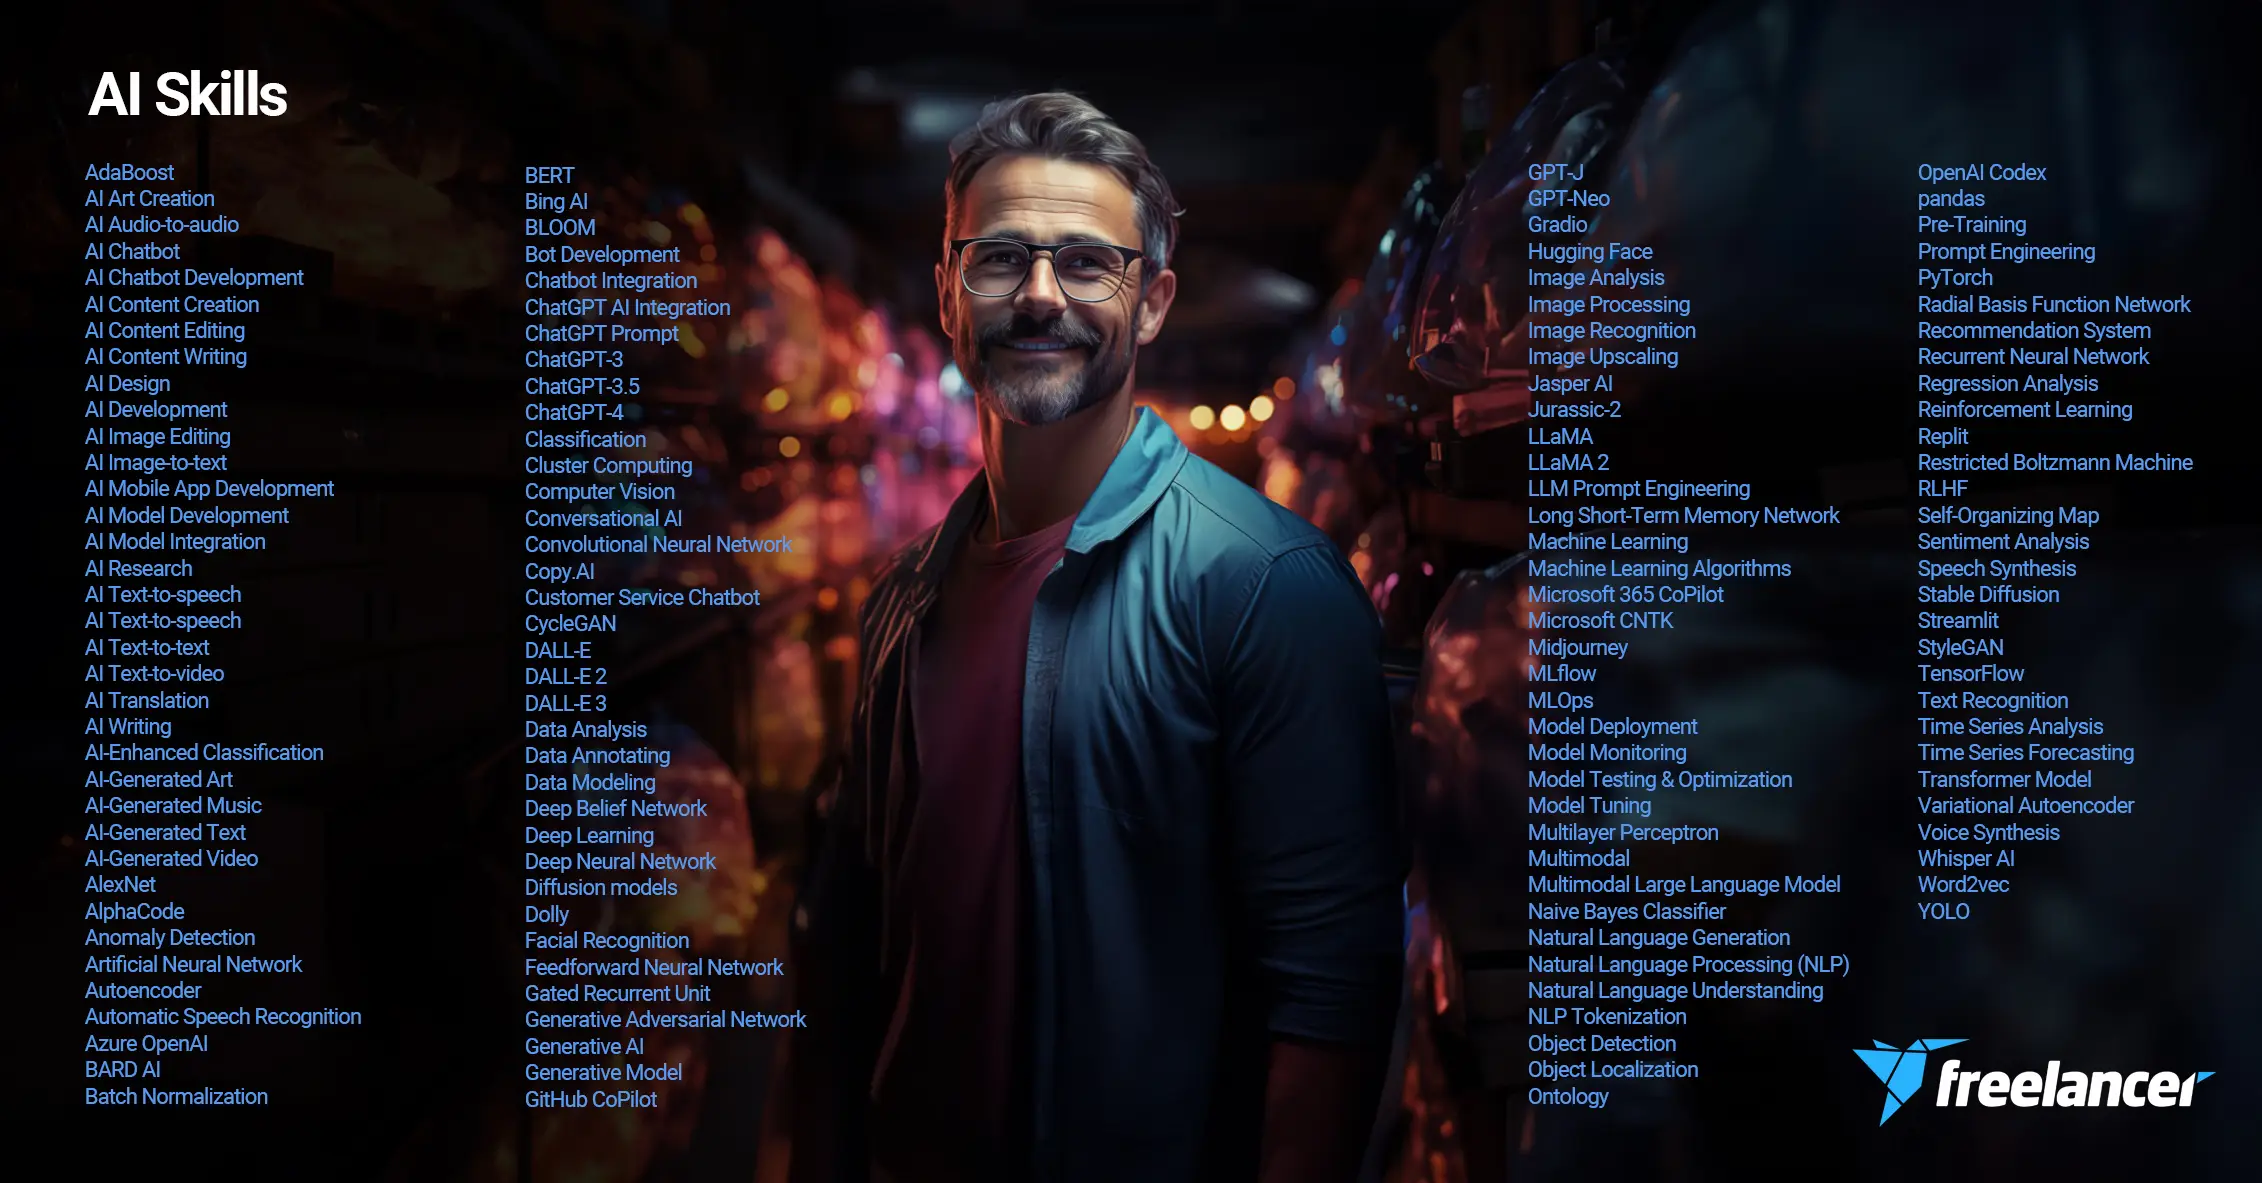 AI Skills
AdaBoost
AI Art Creation
AI Audio-to-audio
AI Chatbot
AI Chatbot Development
AI Content Creation
AI Content Editing
AI Content Writing
AI Design
AI Development
AI Image Editing
AI Image-to-text
AI Mobile App Development
AI Model Development
AI Model Integration
AI Research
AI Text-to-speech
AI Text-to-speech
AI Text-to-text
AI Text-to-video
AI Translation
AI Writing
AI-Enhanced Classification
AI-Generated Art
AI-Generated Music
AI-Generated Text
AI-Generated Video
AlexNet
AlphaCode
Anomaly Detection
Artificial Neural Network
Autoencoder
Automatic Speech Recognition
Azure OpenAI
BARD AI
Batch Normalization
BERT
Bing AI
BLOOM
Bot Development
Chatbot Integration
ChatGPT AI Integration
ChatGPT Prompt
ChatGPT-3
ChatGPT-3.5
ChatGPT-4
Classification
Cluster Computing
Computer Vision
Conversational AI
Convolutional Neural Network
Copy.AI
Customer Service Chatbot
CycleGAN
DALL-E
DALL-E 2
DALL-E 3
Data Analysis
Data Annotating
Data Modeling
Deep Belief Network
Deep Learning
Deep Neural Network
Diffusion models
Dolly
Facial Recognition
Feedforward Neural Network
Gated Recurrent Unit
Generative Adversarial Network
Generative AI
Generative Model
GitHub CoPilot
GPT-J
GPT-Neo
Gradio
Hugging Face
Image Analysis
Image Processing
Image Recognition
Image Upscaling
Jasper AI
Jurassic-2
LLaMA
LLaMA 2
LLM Prompt Engineering
Long Short-Term Memory Network
Machine Learning
Machine Learning Algorithms
Microsoft 365 CoPilot
Microsoft CNTK
Midjourney
MLflow
MLOps
Model Deployment
Model Monitoring
Model Testing & Optimization
Model Tuning
Multilayer Perceptron
Multimodal
Multimodal Large Language Model
Naive Bayes Classifier
Natural Language Generation
Natural Language Processing (NLP)
Natural Language Understanding
NLP Tokenization
Object Detection
Object Localization
Ontology
OpenAI Codex
pandas
Pre-Training
Prompt Engineering
PyTorch
Radial Basis Function Network
Recommendation System
Recurrent Neural Network
Regression Analysis
Reinforcement Learning
Replit
Restricted Boltzmann Machine
RLHF
Self-Organizing Map
Sentiment Analysis
Speech Synthesis
Stable Diffusion
Streamlit
StyleGAN
TensorFlow
Text Recognition
Time Series Analysis
Time Series Forecasting
Transformer Model
Variational Autoencoder
Voice Synthesis
Whisper AI
Word2vec
YOLO
freelancer